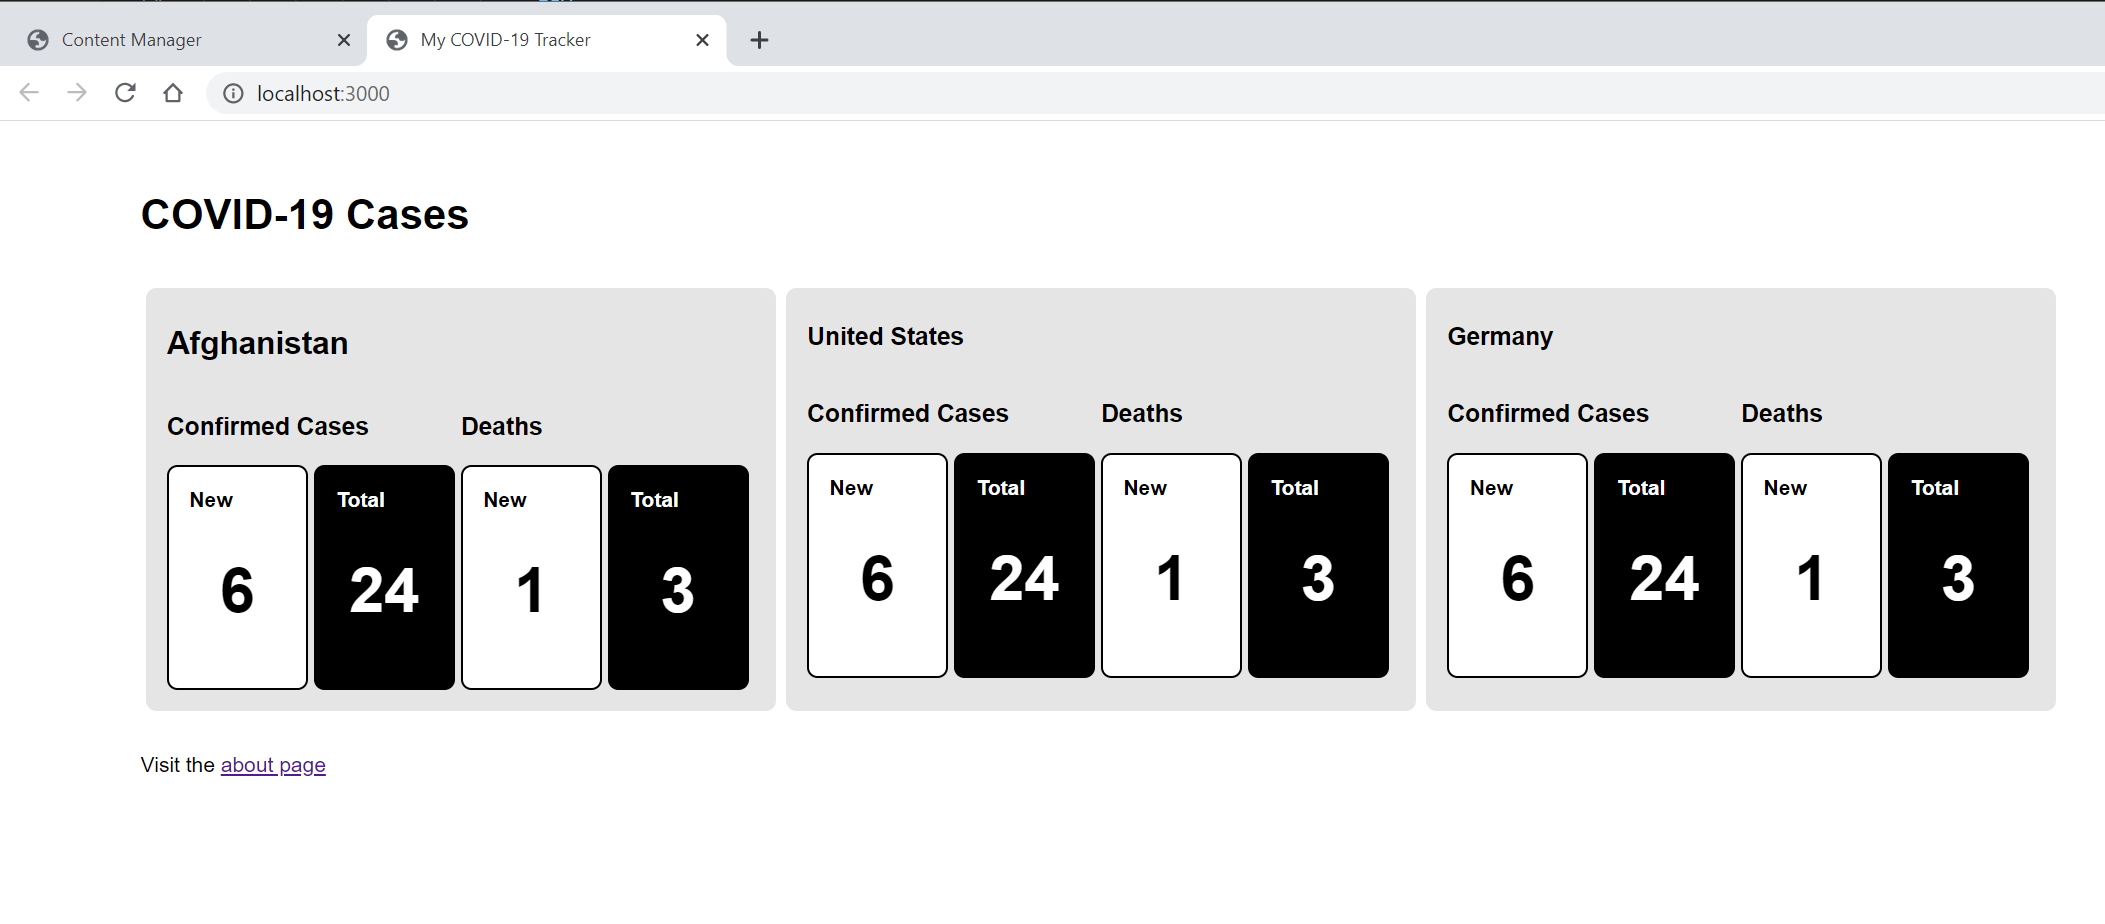 Content Manager
My COVID-19 Tracker
localhost:3000
COVID-19 Cases
Afghanistan
Confirmed Cases
Deaths
New
Total
New
Total
6
24
1
3
United States
Confirmed Cases
Deaths
New
Total
New
Total
6
24
1
3
Germany
Confirmed Cases
Deaths
New
Total
New
Total
6
24
1
3
Visit the about page